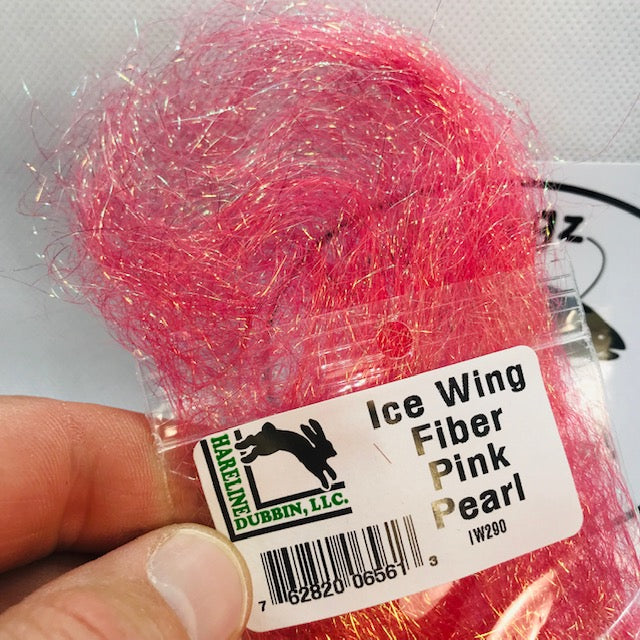 Ice Wing
Fiber
Pink
Pearl
IW290
HARELINE
DUBBIN, LLC.
7 62820 06561 3